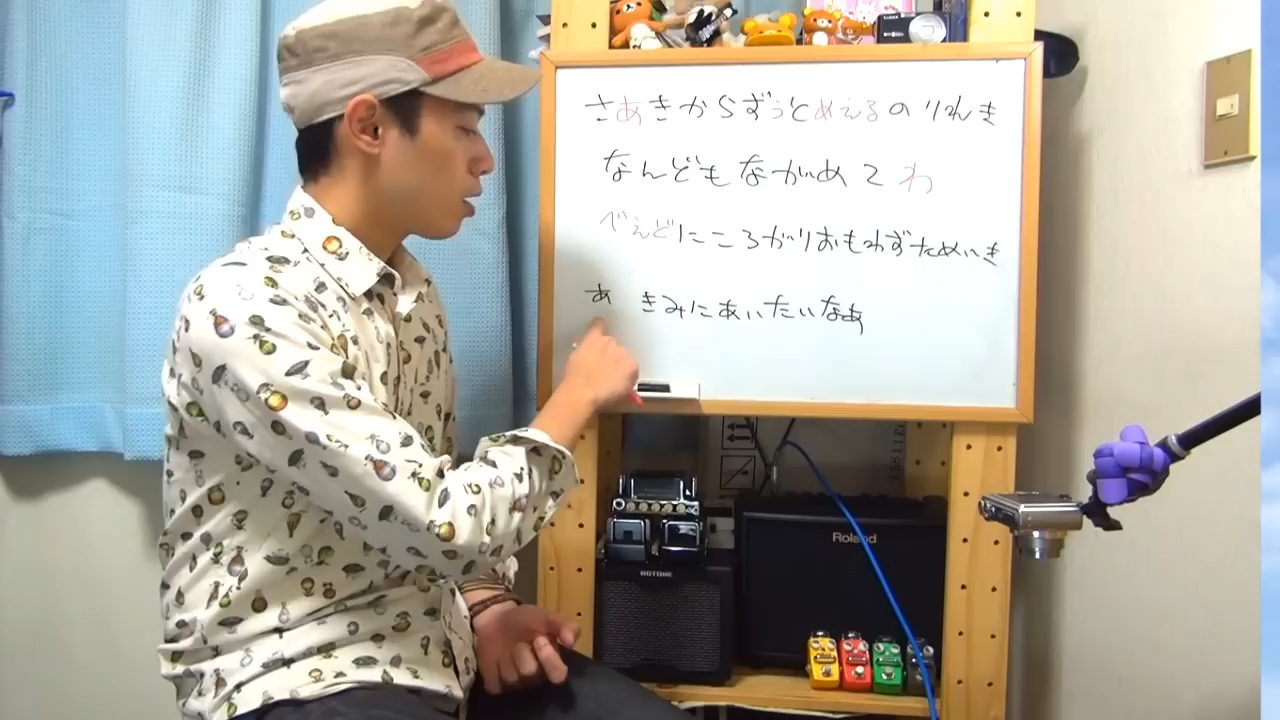 さあきからずぅとめえるのりれき
なんどもながめてわ
べえどにころがりおもわずためいき
あ きみにあいたいなあ
Roland
HOTONE